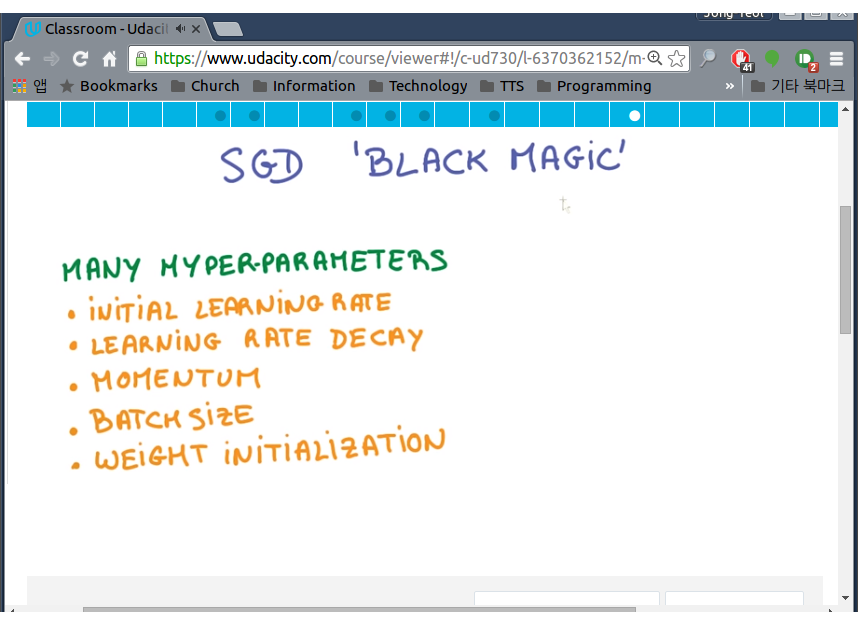 Jong Yeol
Classroom - Udaci
https://www.udacity.com/course/viewer#!/c-ud730/l-6370362152/m-
41
2
앱 Bookmarks Church Information Technology TTS Programming » 기타 북마크
SGD 'BLACK MAGIC'
MANY HYPER-PARAMETERS
• INITIAL LEARNING RATE
• LEARNING RATE DECAY
• MOMENTUM
• BATCH SIZE
• WEIGHT INITIALIZATION